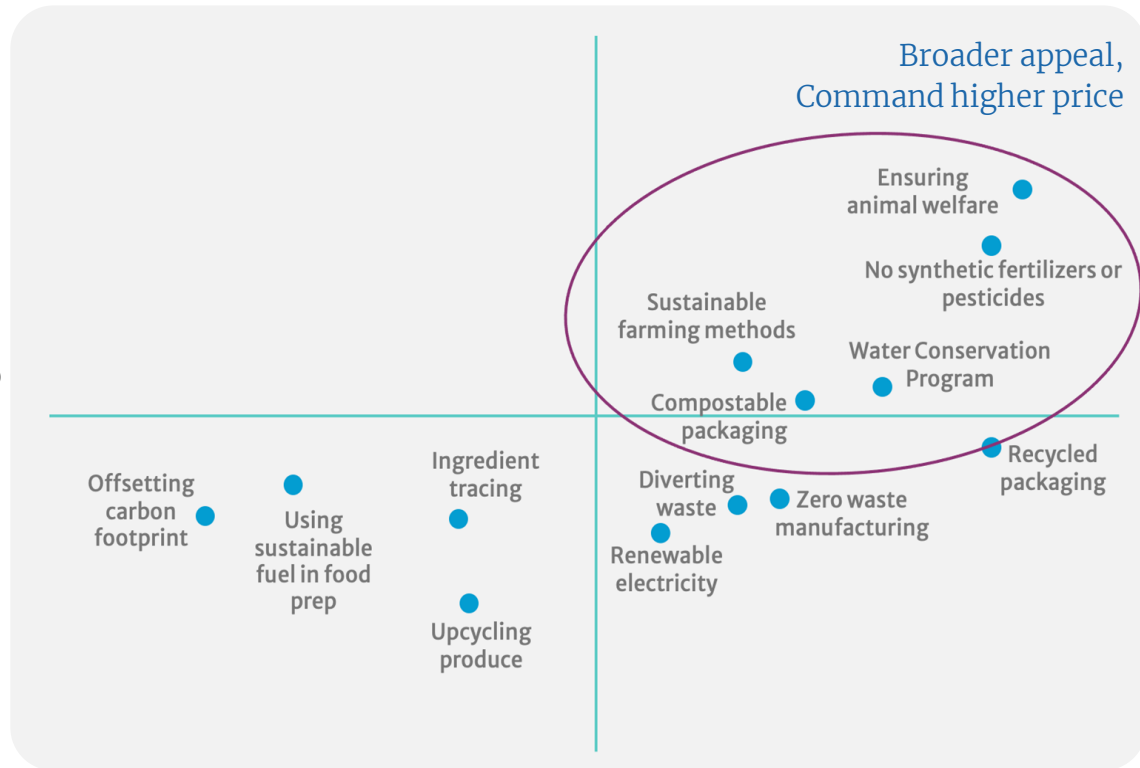 Broader appeal,
Command higher price
Ensuring
animal welfare
No synthetic fertilizers or
pesticides
Sustainable
farming methods
Water Conservation
Program
Compostable
packaging
Recycled
packaging
Ingredient
tracing
Offsetting
carbon
footprint
Using
sustainable
fuel in food
prep
Diverting
waste
Zero waste
manufacturing
Renewable
electricity
Upcycling
produce